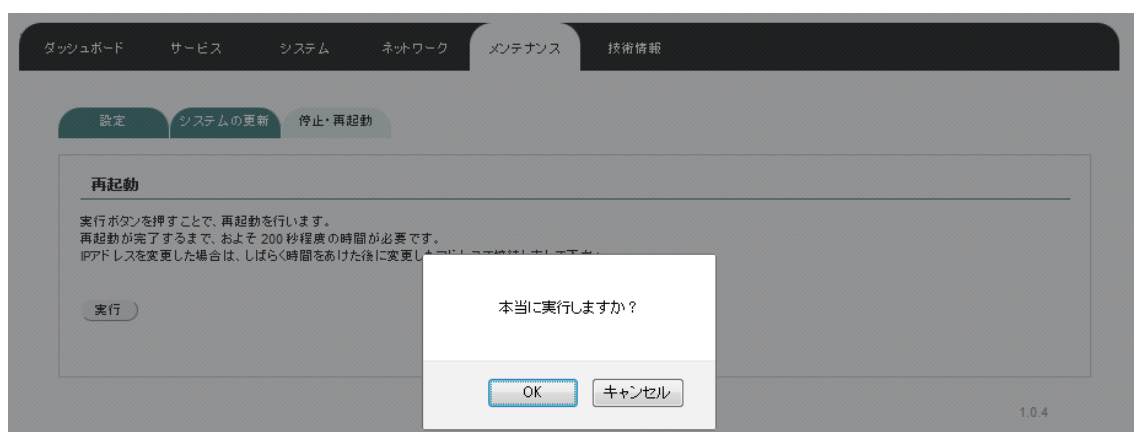 ダッシュボード サービス システム ネットワーク メンテナンス 技術情報
設定 システムの更新 停止・再起動
再起動
実行ボタンを押すことで、再起動を行います。
再起動が完了するまで、およそ 200 秒程度の時間が必要です。
IPアドレスを変更した場合は、しばらく時間をあけた後に変更し
実行
本当に実行しますか？
OK キャンセル
1.0.4